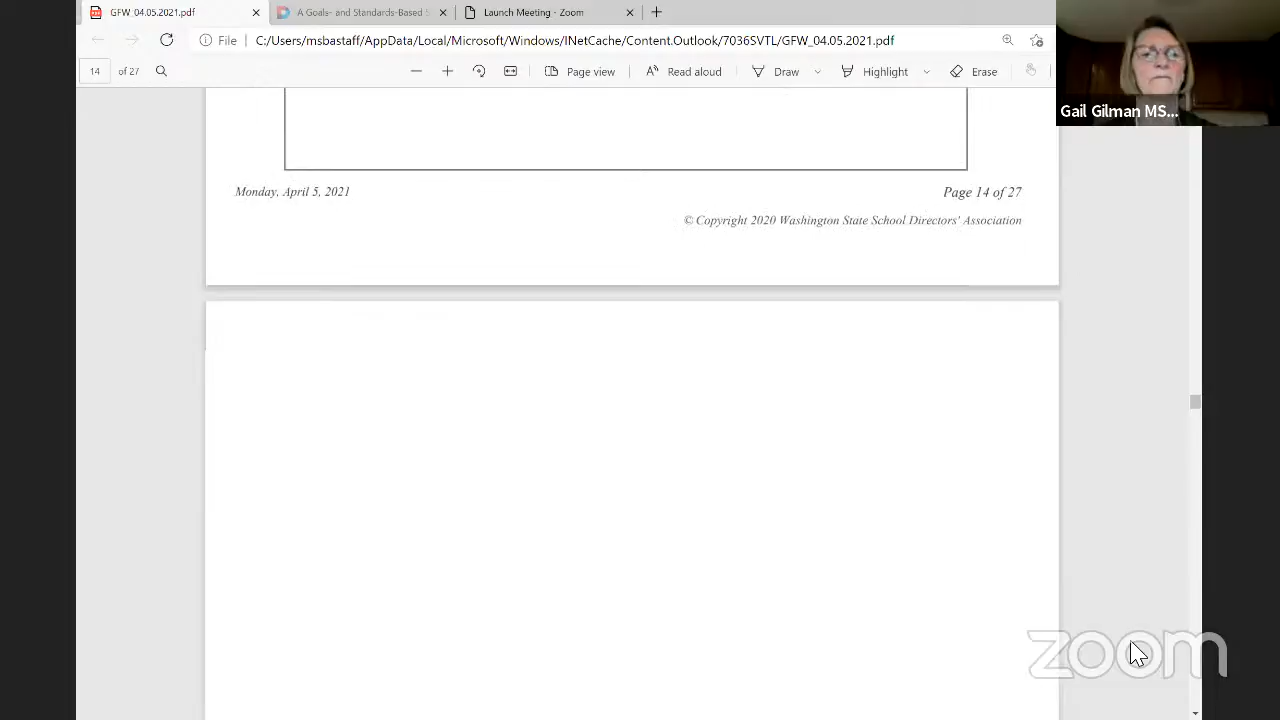 GFW_04.05.2021.pdf
A Goals- and Standards-Based S
Launch Meeting - Zoom
File | C:/Users/msbastaff/AppData/Local/Microsoft/Windows/INetCache/Content.Outlook/7036SVTL/GFW_04.05.2021.pdf
14 of 27
Page view
Read aloud
Draw
Highlight
Erase
Gail Gilman MS...
Monday, April 5, 2021
Page 14 of 27
© Copyright 2020 Washington State School Directors' Association
zoom